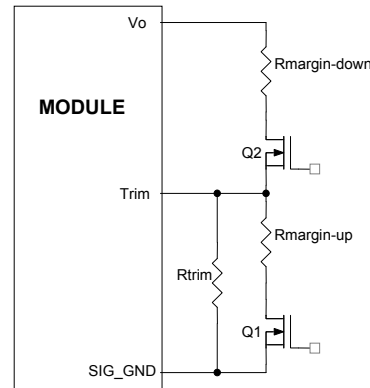 Vo
Rmargin-down
MODULE
Q2
Trim
Rmargin-up
Rtrim
Q1
SIG_GND